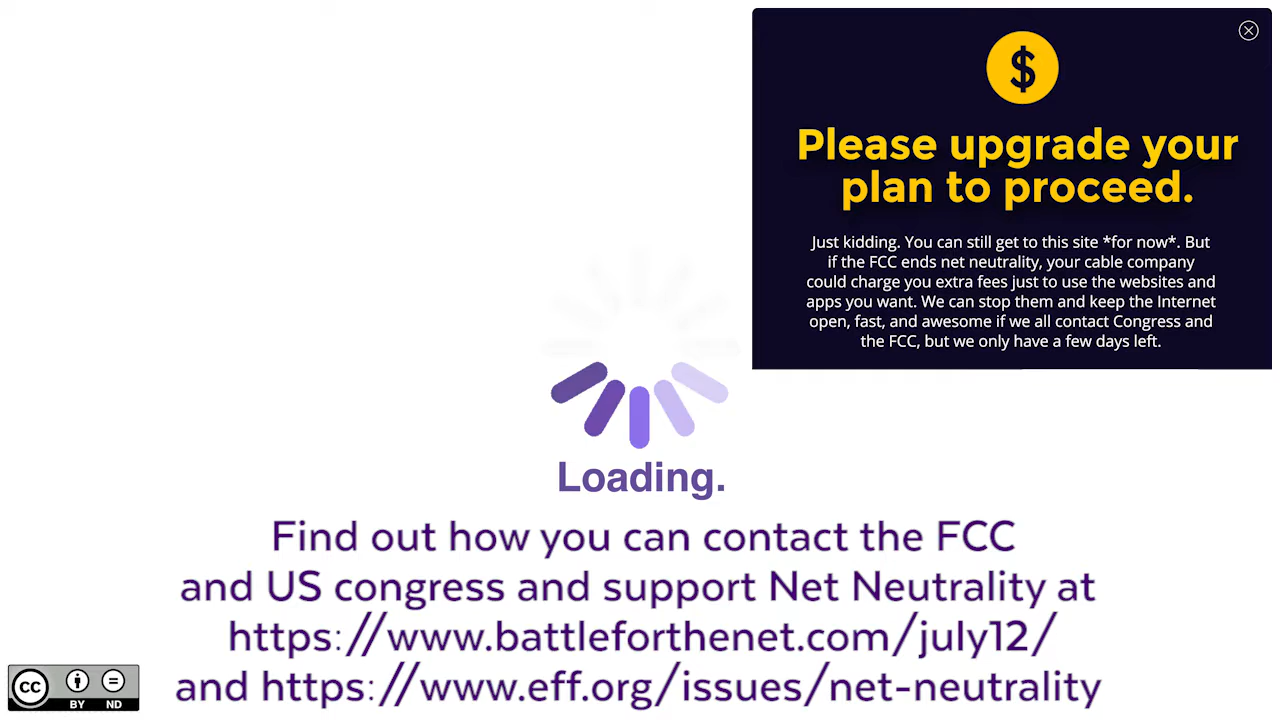 $
Please upgrade your
plan to proceed.
Just kidding. You can still get to this site *for now*. But
if the FCC ends net neutrality, your cable company
could charge you extra fees just to use the websites and
apps you want. We can stop them and keep the Internet
open, fast, and awesome if we all contact Congress and
the FCC, but we only have a few days left.
Loading.
Find out how you can contact the FCC
and US congress and support Net Neutrality at
https://www.battleforthenet.com/july12/
and https://www.eff.org/issues/net-neutrality
cc
BY ND